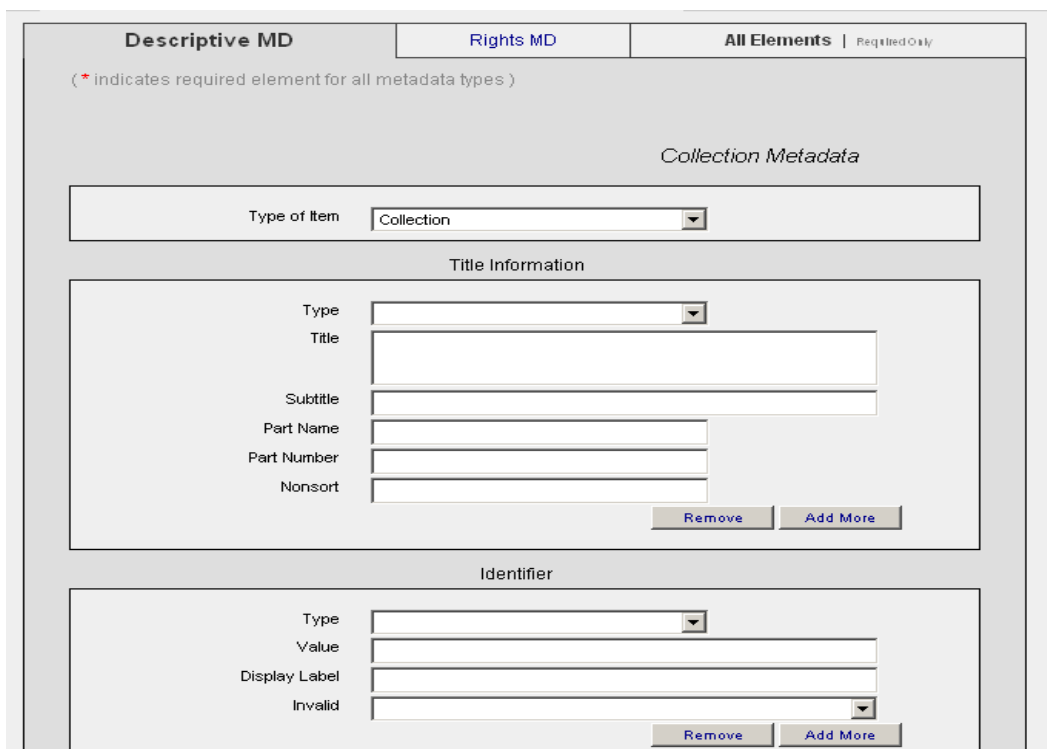 Descriptive MD Rights MD All Elements | Required Only
( * indicates required element for all metadata types )
Collection Metadata
Type of Item Collection
Title Information
Type
Title
Subtitle
Part Name
Part Number
Nonsort
Remove Add More
Identifier
Type
Value
Display Label
Invalid
Remove Add More